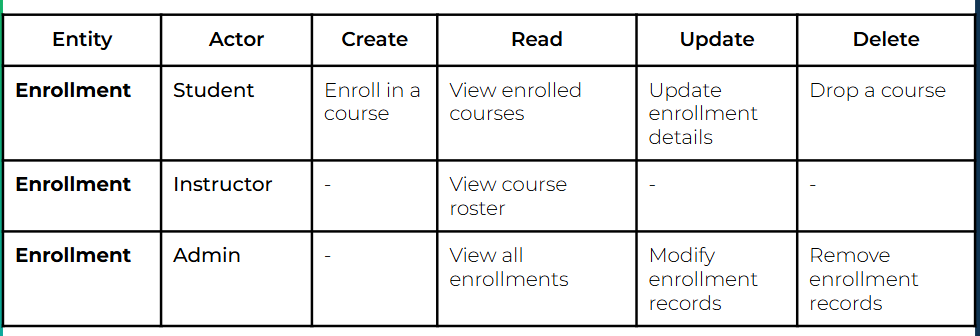 Entity Actor Create Read Update Delete
Enrollment Student Enroll in a course View enrolled courses Update enrollment details Drop a course
Enrollment Instructor - View course roster - -
Enrollment Admin - View all enrollments Modify enrollment records Remove enrollment records